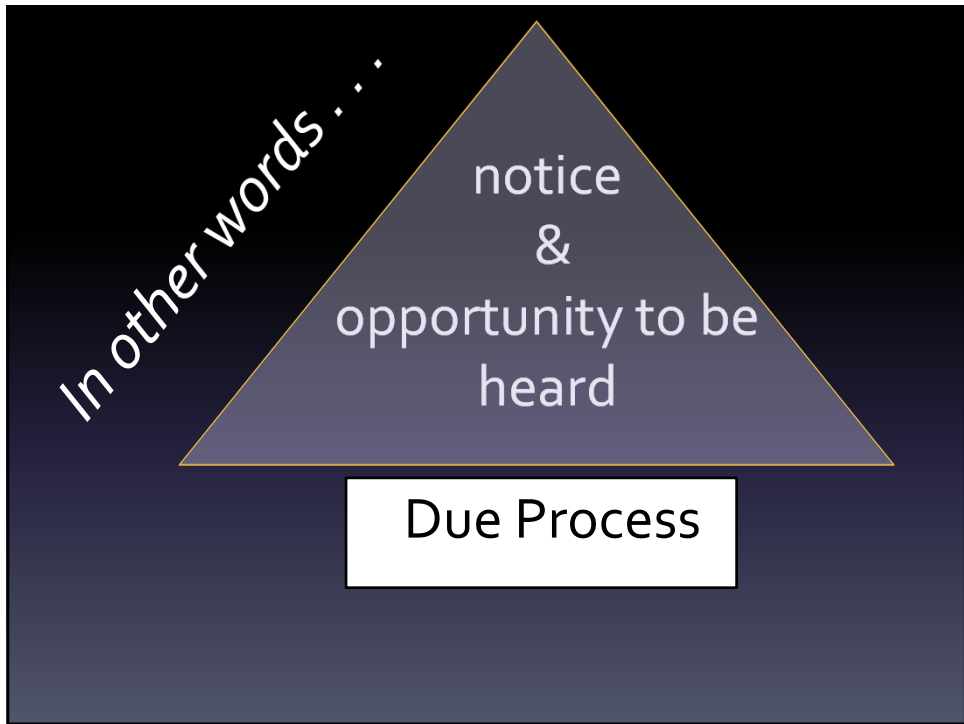 In other words . . .
notice
&
opportunity to be
heard
Due Process